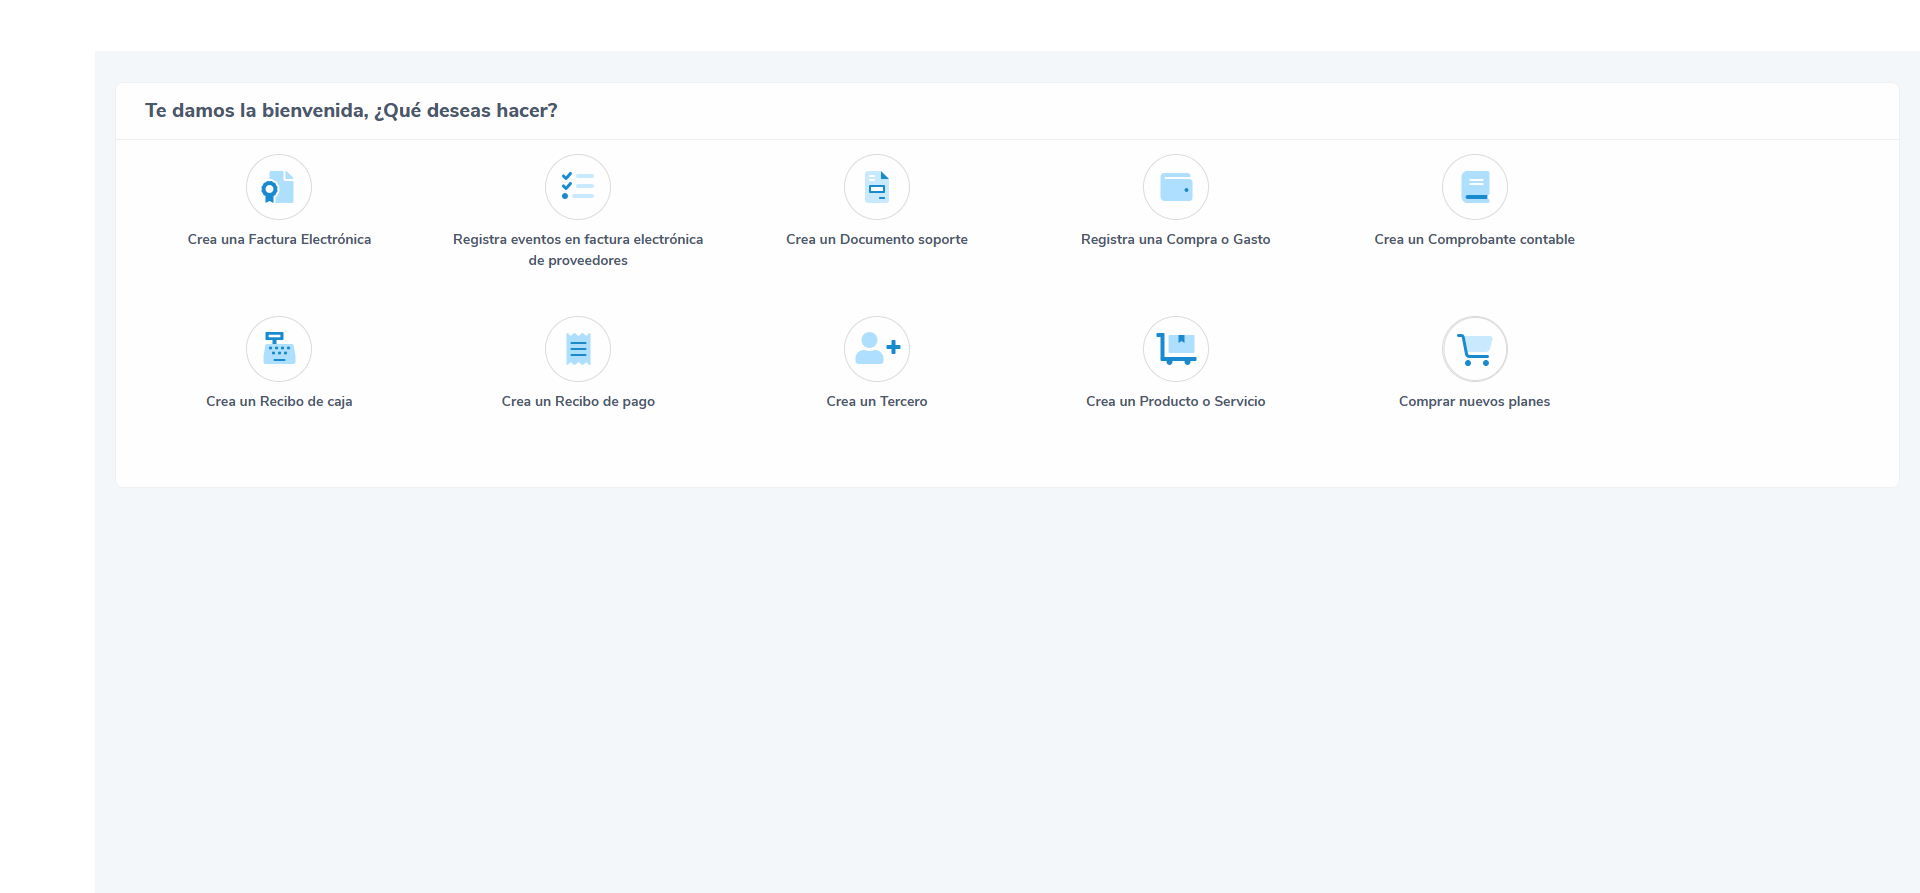 Te damos la bienvenida, ¿Qué deseas hacer?
Crea una Factura Electrónica
Registra eventos en factura electrónica
de proveedores
Crea un Documento soporte
Registra una Compra o Gasto
Crea un Comprobante contable
Crea un Recibo de caja
Crea un Recibo de pago
Crea un Tercero
Crea un Producto o Servicio
Comprar nuevos planes